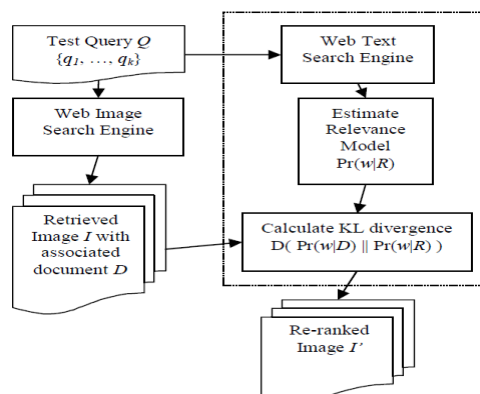 Test Query Q
{q1, …, qk}
Web Text
Search Engine
Web Image
Search Engine
Estimate
Relevance
Model
Pr(w|R)
Retrieved
Image I with
associated
document D
Calculate KL divergence
D( Pr(w|D) || Pr(w|R) )
Re-ranked
Image I’